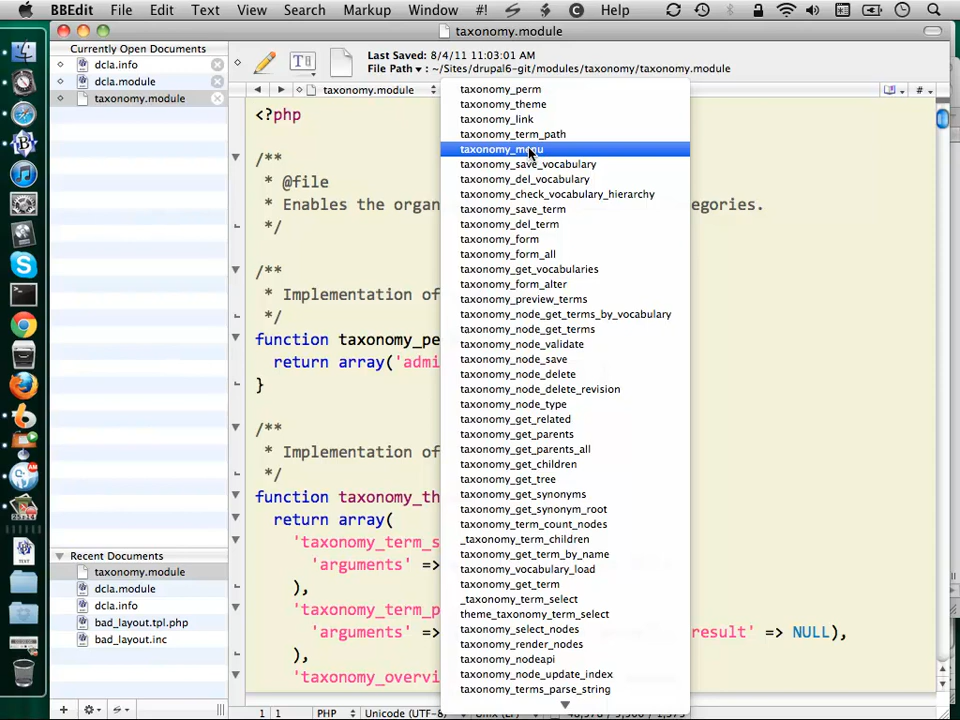 BBEdit File Edit Text View Search Markup Window #! Help
taxonomy.module
Currently Open Documents
dcla.info
dcla.module
taxonomy.module
Last Saved: 8/4/11 11:03:01 AM
File Path ▾ : ~/Sites/drupal6-git/modules/taxonomy/taxonomy.module
taxonomy.module
<?php
/**
* @file
* Enables the organ
egories.
*/
/**
* Implementation of
*/
function taxonomy_pe
return array('admi
}
/**
* Implementation of
*/
function taxonomy_th
return array(
'taxonomy_term_s
'arguments' =>
),
'taxonomy_term_p
'arguments' =>
result' => NULL),
),
'taxonomy_overvi
taxonomy_perm
taxonomy_theme
taxonomy_link
taxonomy_term_path
taxonomy_menu
taxonomy_save_vocabulary
taxonomy_del_vocabulary
taxonomy_check_vocabulary_hierarchy
taxonomy_save_term
taxonomy_del_term
taxonomy_form
taxonomy_form_all
taxonomy_get_vocabularies
taxonomy_form_alter
taxonomy_preview_terms
taxonomy_node_get_terms_by_vocabulary
taxonomy_node_get_terms
taxonomy_node_validate
taxonomy_node_save
taxonomy_node_delete
taxonomy_node_delete_revision
taxonomy_node_type
taxonomy_get_related
taxonomy_get_parents
taxonomy_get_parents_all
taxonomy_get_children
taxonomy_get_tree
taxonomy_get_synonyms
taxonomy_get_synonym_root
taxonomy_term_count_nodes
_taxonomy_term_children
taxonomy_get_term_by_name
taxonomy_vocabulary_load
taxonomy_get_term
_taxonomy_term_select
theme_taxonomy_term_select
taxonomy_select_nodes
taxonomy_render_nodes
taxonomy_nodeapi
taxonomy_node_update_index
taxonomy_terms_parse_string
Recent Documents
taxonomy.module
dcla.module
dcla.info
bad_layout.tpl.php
bad_layout.inc
1 1 PHP